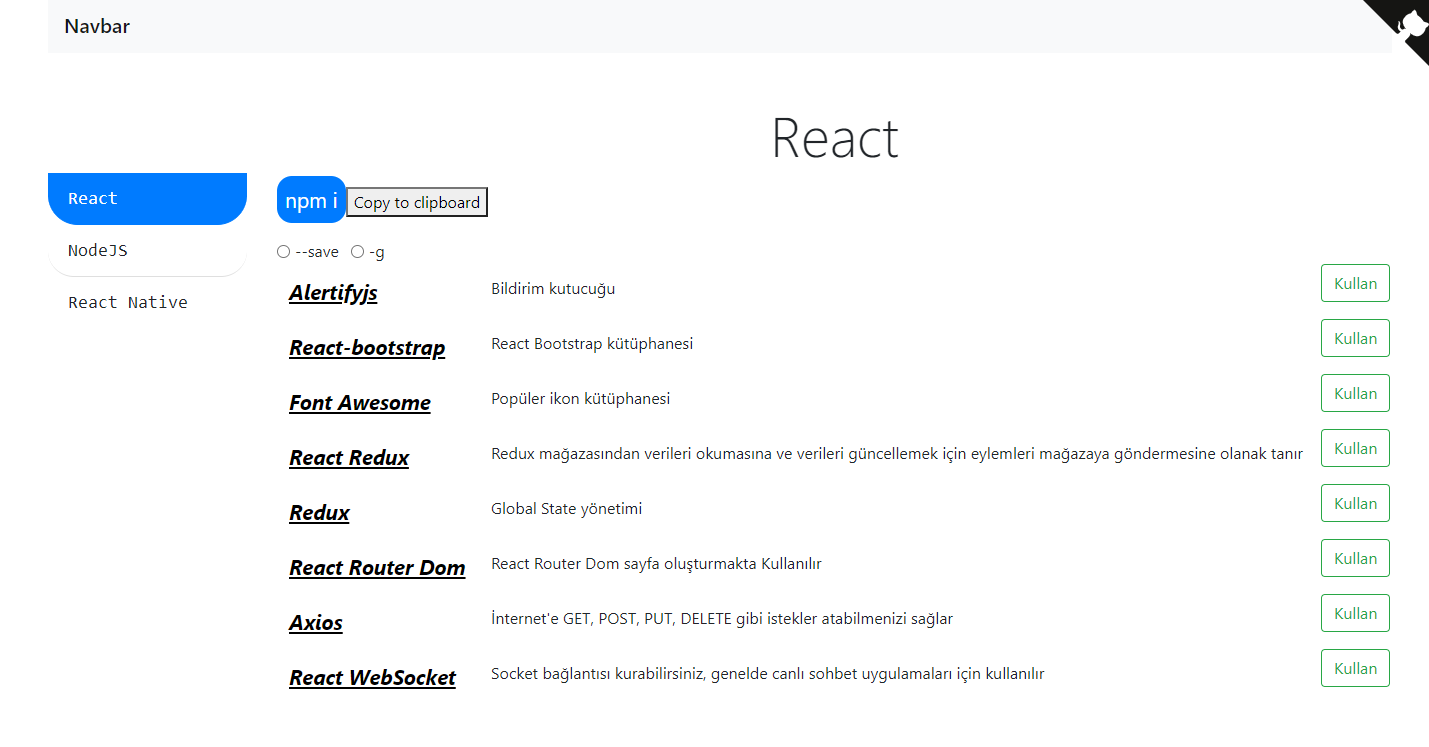 Navbar
React
React
NodeJS
React Native
npm i Copy to clipboard
--save -g
Alertifyjs Bildirim kutucuğu Kullan
React-bootstrap React Bootstrap kütüphanesi Kullan
Font Awesome Popüler ikon kütüphanesi Kullan
React Redux Redux mağazasından verileri okumasına ve verileri güncellemek için eylemleri mağazaya göndermesine olanak tanır Kullan
Redux Global State yönetimi Kullan
React Router Dom React Router Dom sayfa oluşturmakta Kullanılır Kullan
Axios İnternet'e GET, POST, PUT, DELETE gibi istekler atabilmenizi sağlar Kullan
React WebSocket Socket bağlantısı kurabilirsiniz, genelde canlı sohbet uygulamaları için kullanılır Kullan